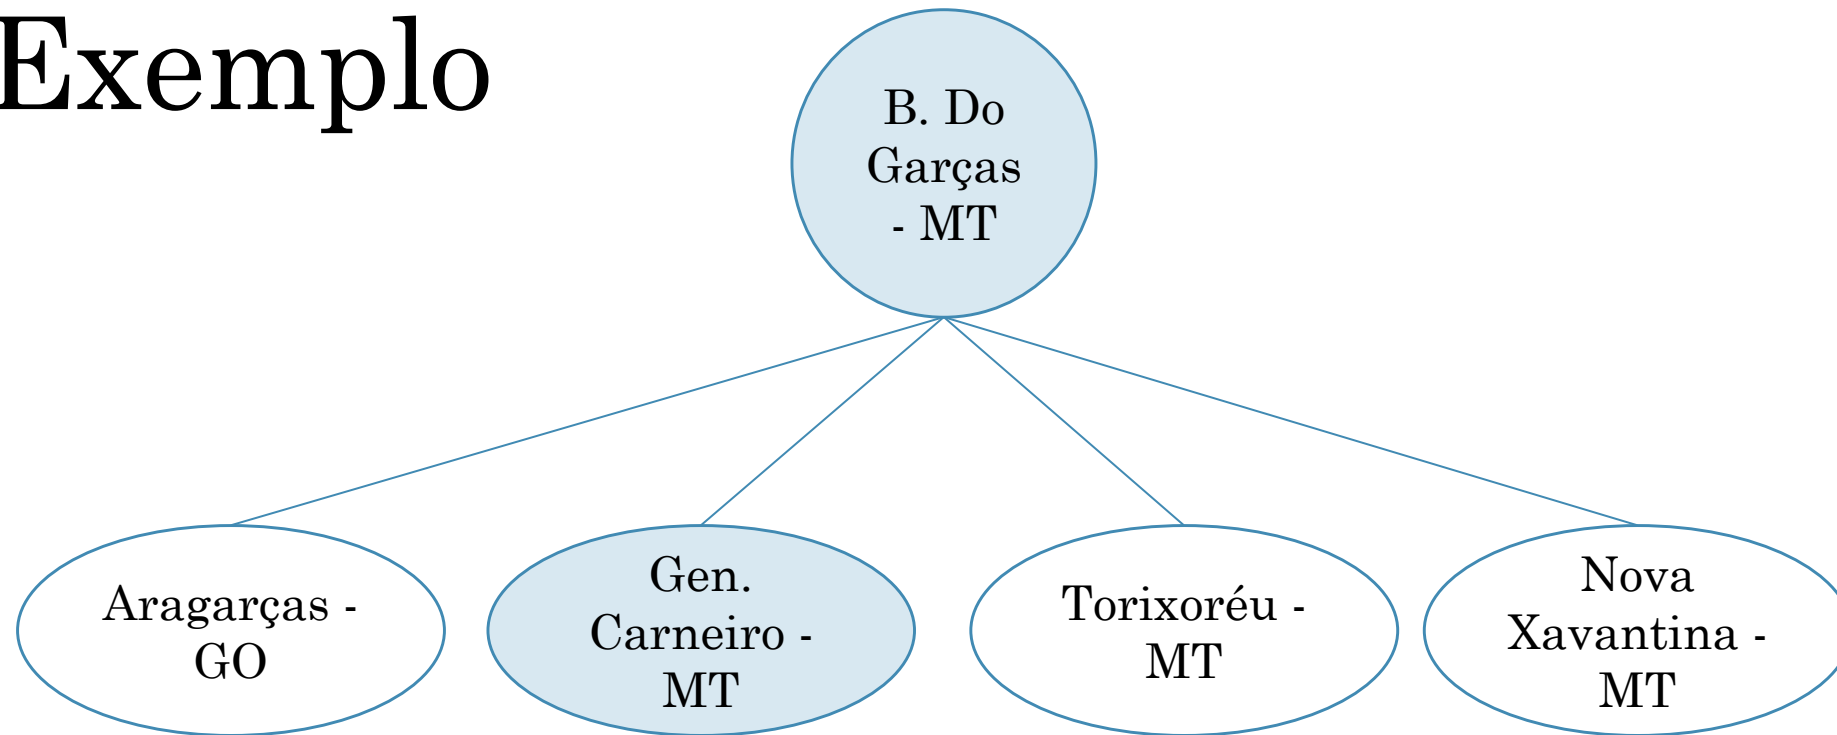 Exemplo
B. Do
Garças
- MT
Aragarças -
GO
Gen.
Carneiro -
MT
Torixoréu -
MT
Nova
Xavantina -
MT